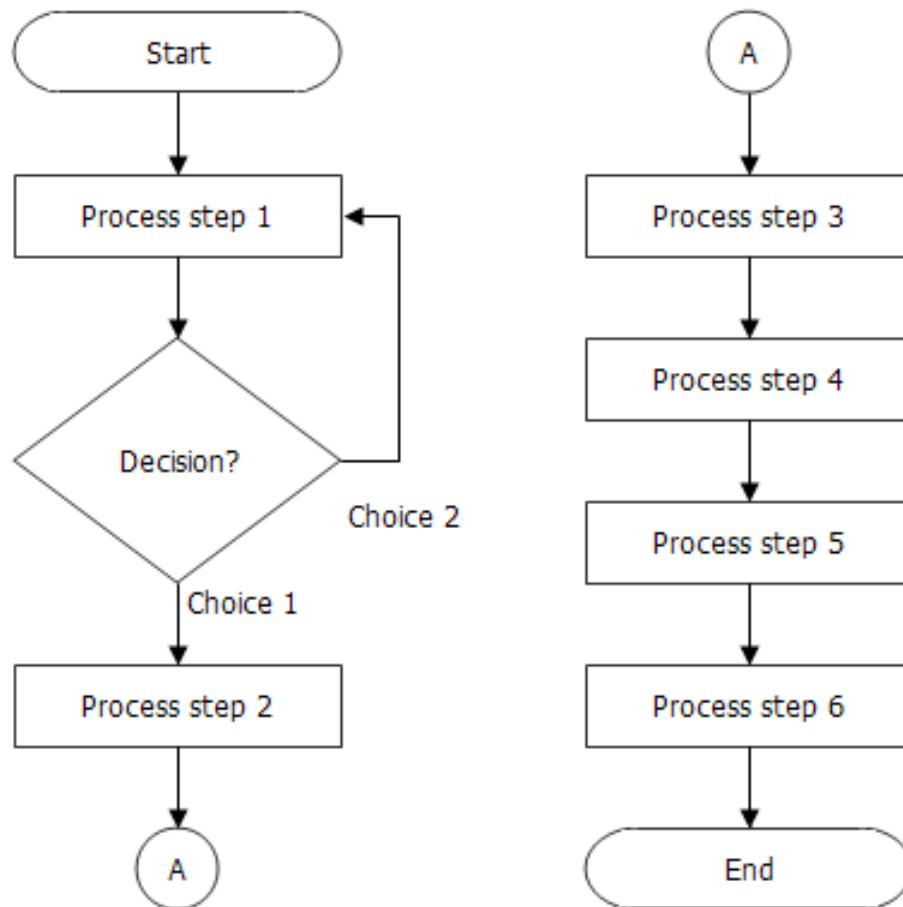 Start
Process step 1
Decision?
Choice 2
Choice 1
Process step 2
A
A
Process step 3
Process step 4
Process step 5
Process step 6
End